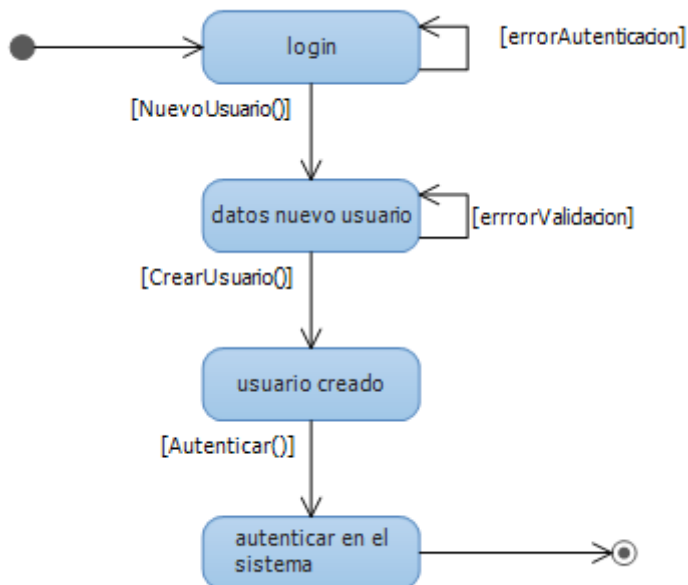 login
[errorAutenticacion]
[NuevoUsuario()]
datos nuevo usuario
[errrorValidacion]
[CrearUsuario()]
usuario creado
[Autenticar()]
autenticar en el
sistema